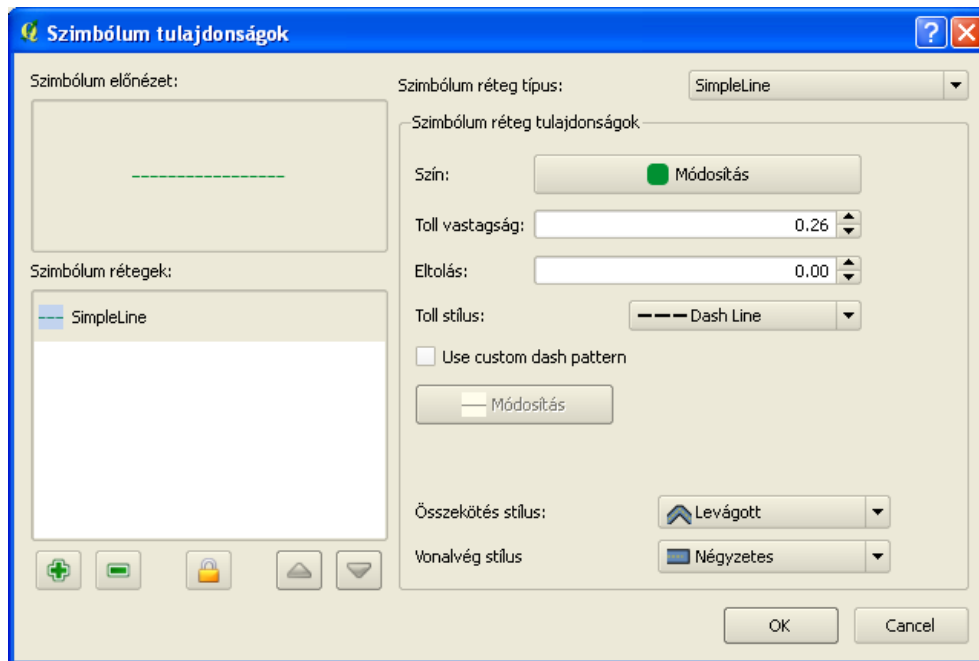 Szimbólum tulajdonságok
Szimbólum előnézet:
Szimbólum rétegek:
SimpleLine
Szimbólum réteg típus:
SimpleLine
Szimbólum réteg tulajdonságok
Szín:
Módosítás
Toll vastagság:
0.26
Eltolás:
0.00
Toll stílus:
Dash Line
Use custom dash pattern
Módosítás
Összekötés stílus:
Levágott
Vonalvég stílus
Négyzetes
OK
Cancel